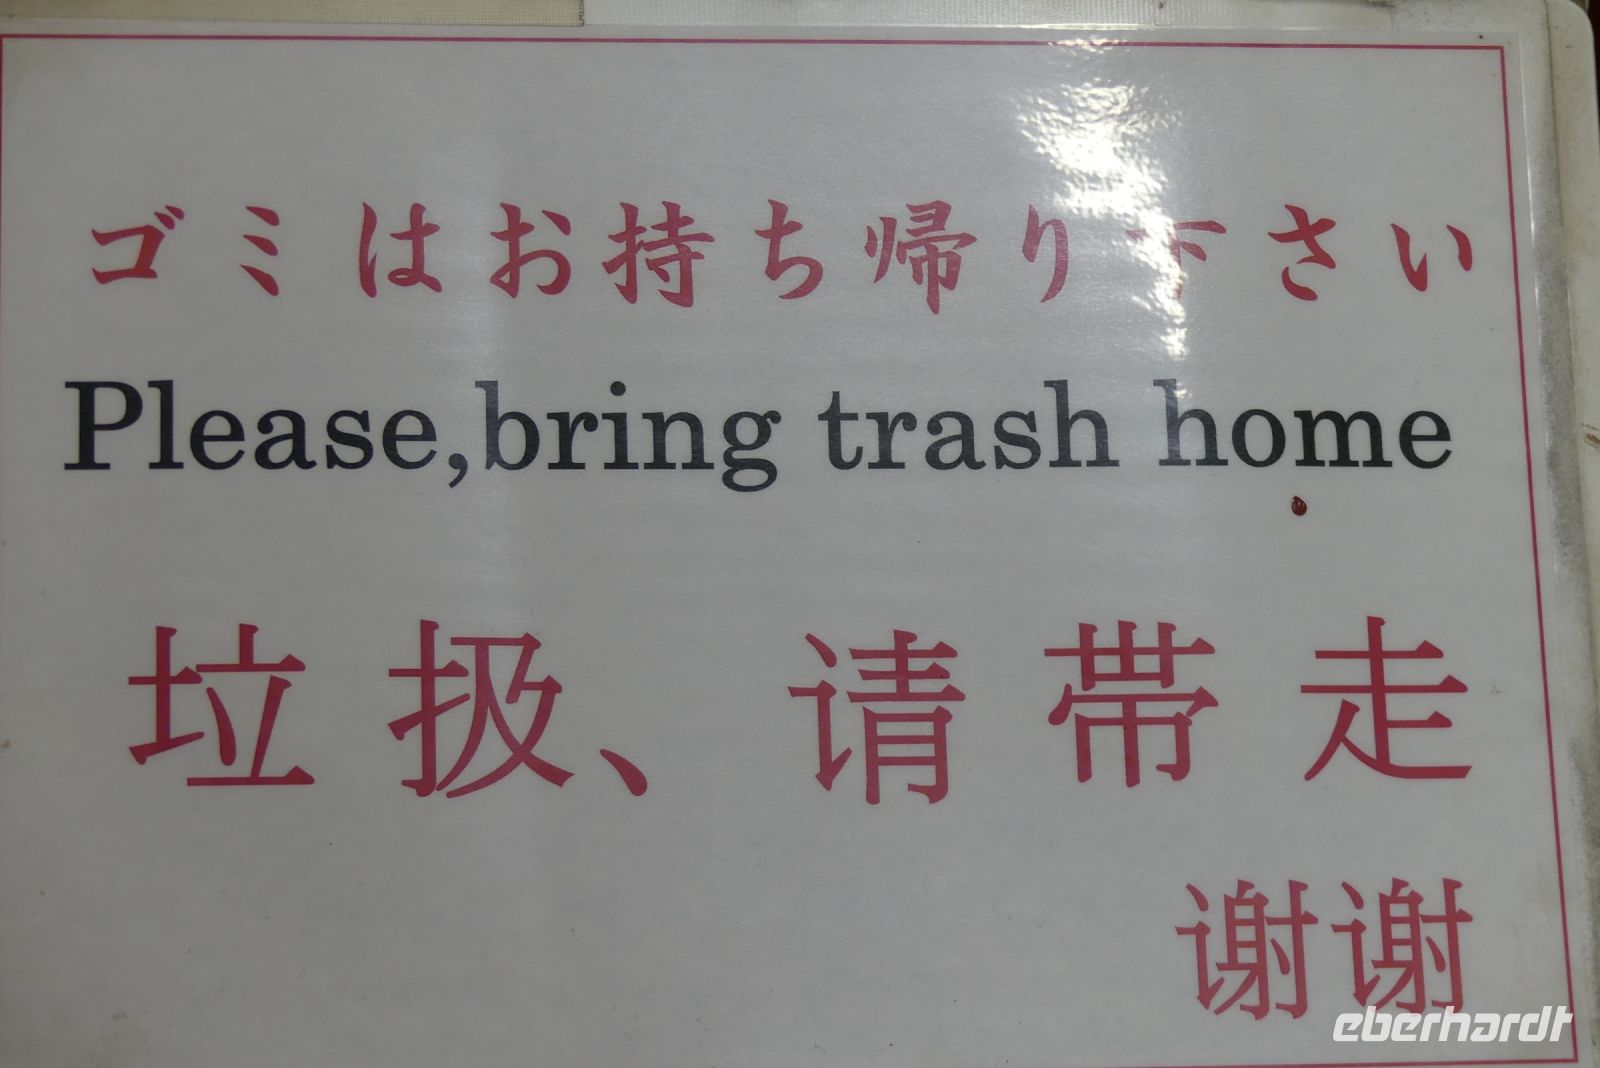 ゴミはお持ち帰り下さい
Please,bring trash home
垃圾、请帯走
谢谢
eberhardt